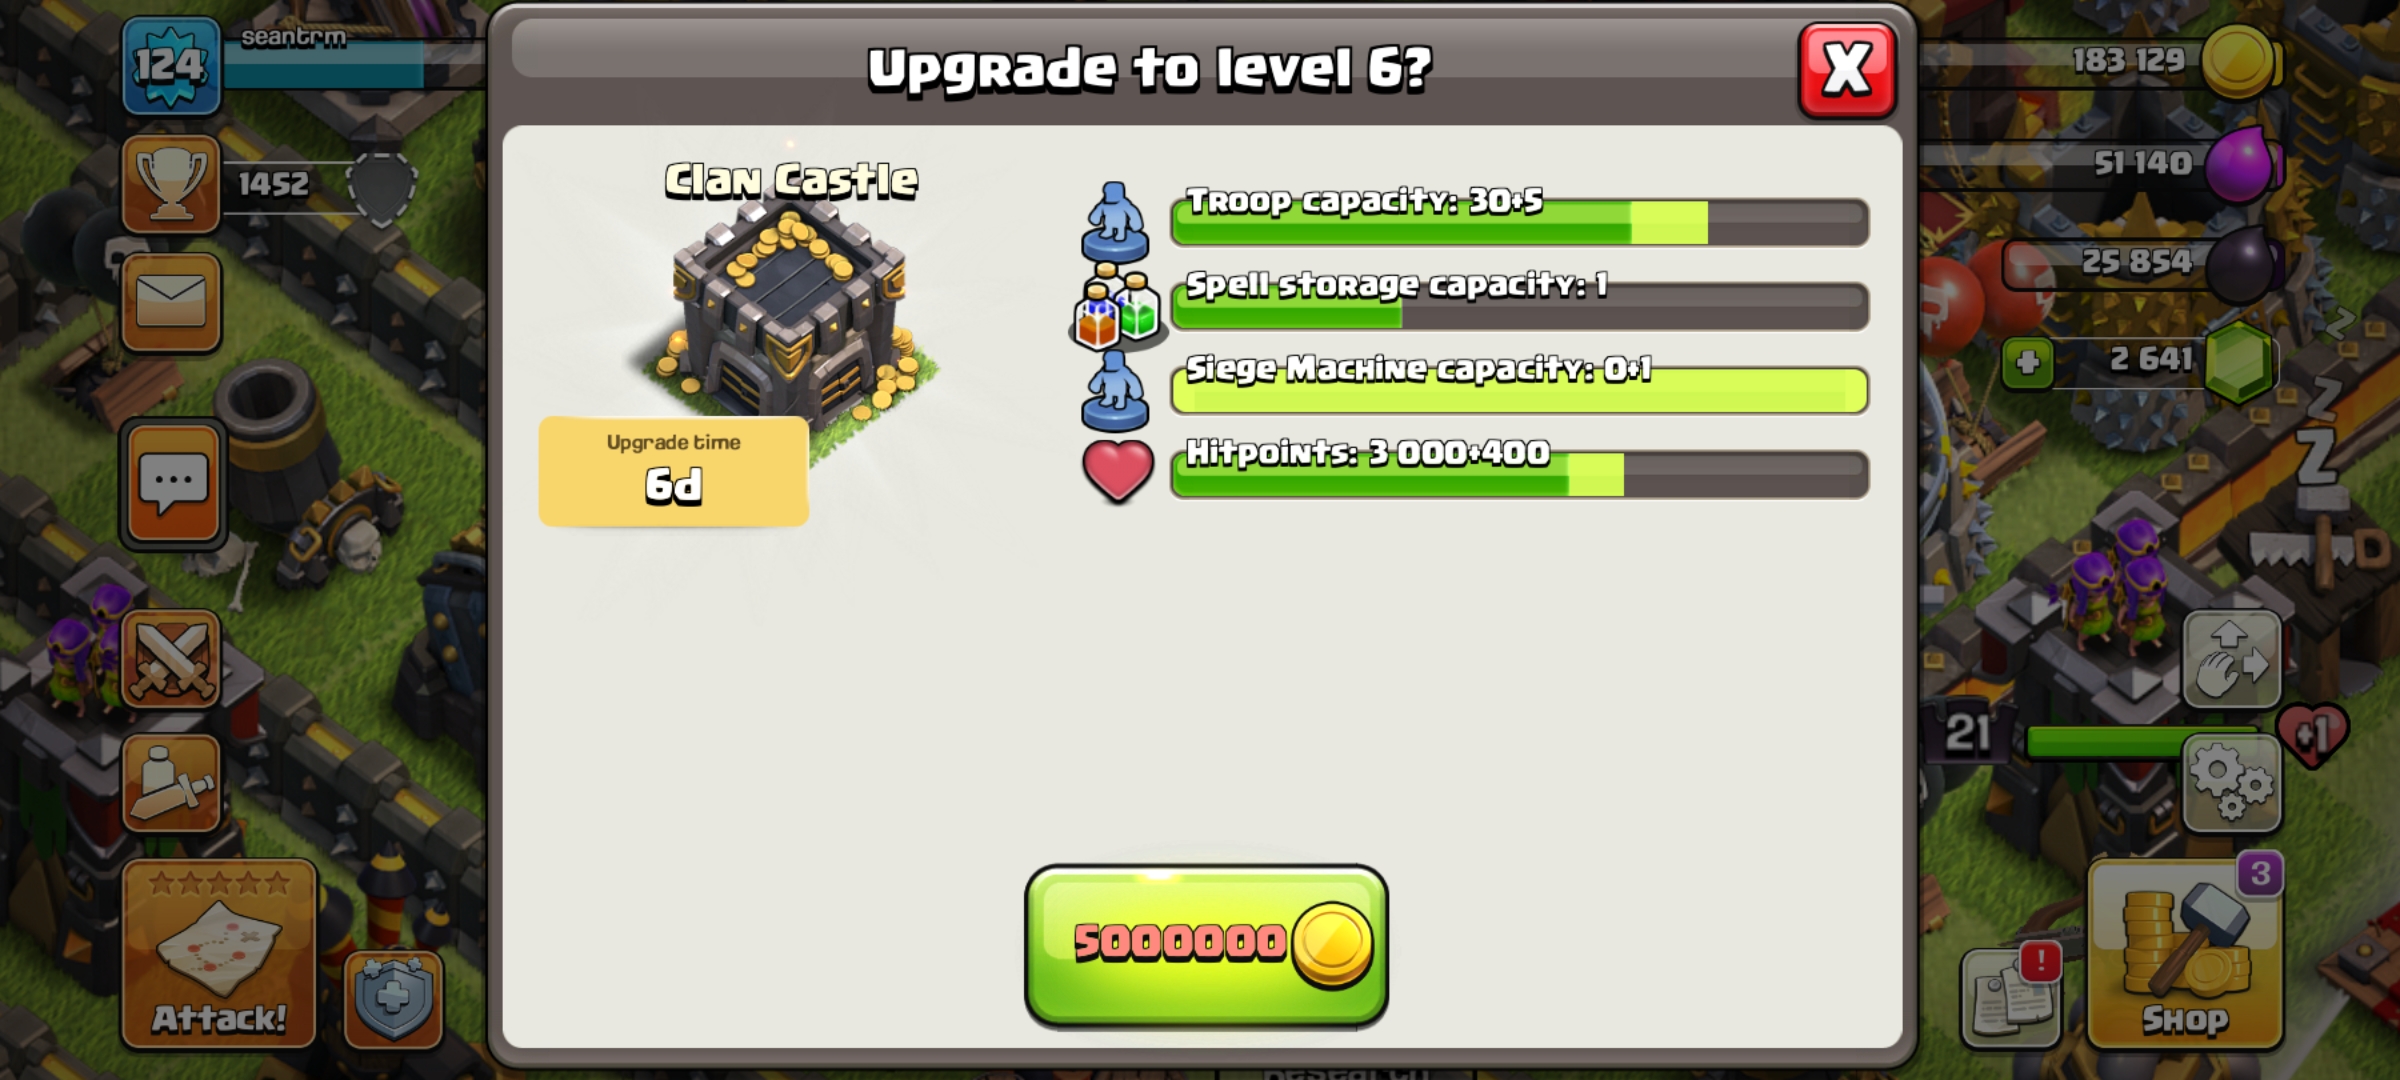 124
seantrm
1452
Upgrade to level 6?
X
183 129
51 140
25 854
2 641
Clan Castle
Upgrade time
6d
Troop capacity: 30+5
Spell storage capacity: 1
Siege Machine capacity: 0+1
Hitpoints: 3 000+400
z
Z
Z
21
+1
5000000
Attack!
3
!
Shop